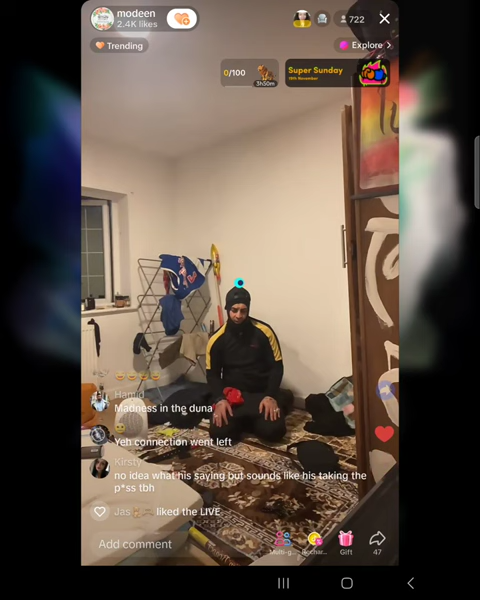 modeen
2.4K likes
722
Trending
Explore >
0/100
3h50m
Super Sunday
Hamid
Madness in the duna
Yeh connection went left
Kirsty
no idea what his saying but sounds like his taking the
p*ss tbh
Jas liked the LIVE
Add comment
Multi-g...
Rechar...
Gift
47